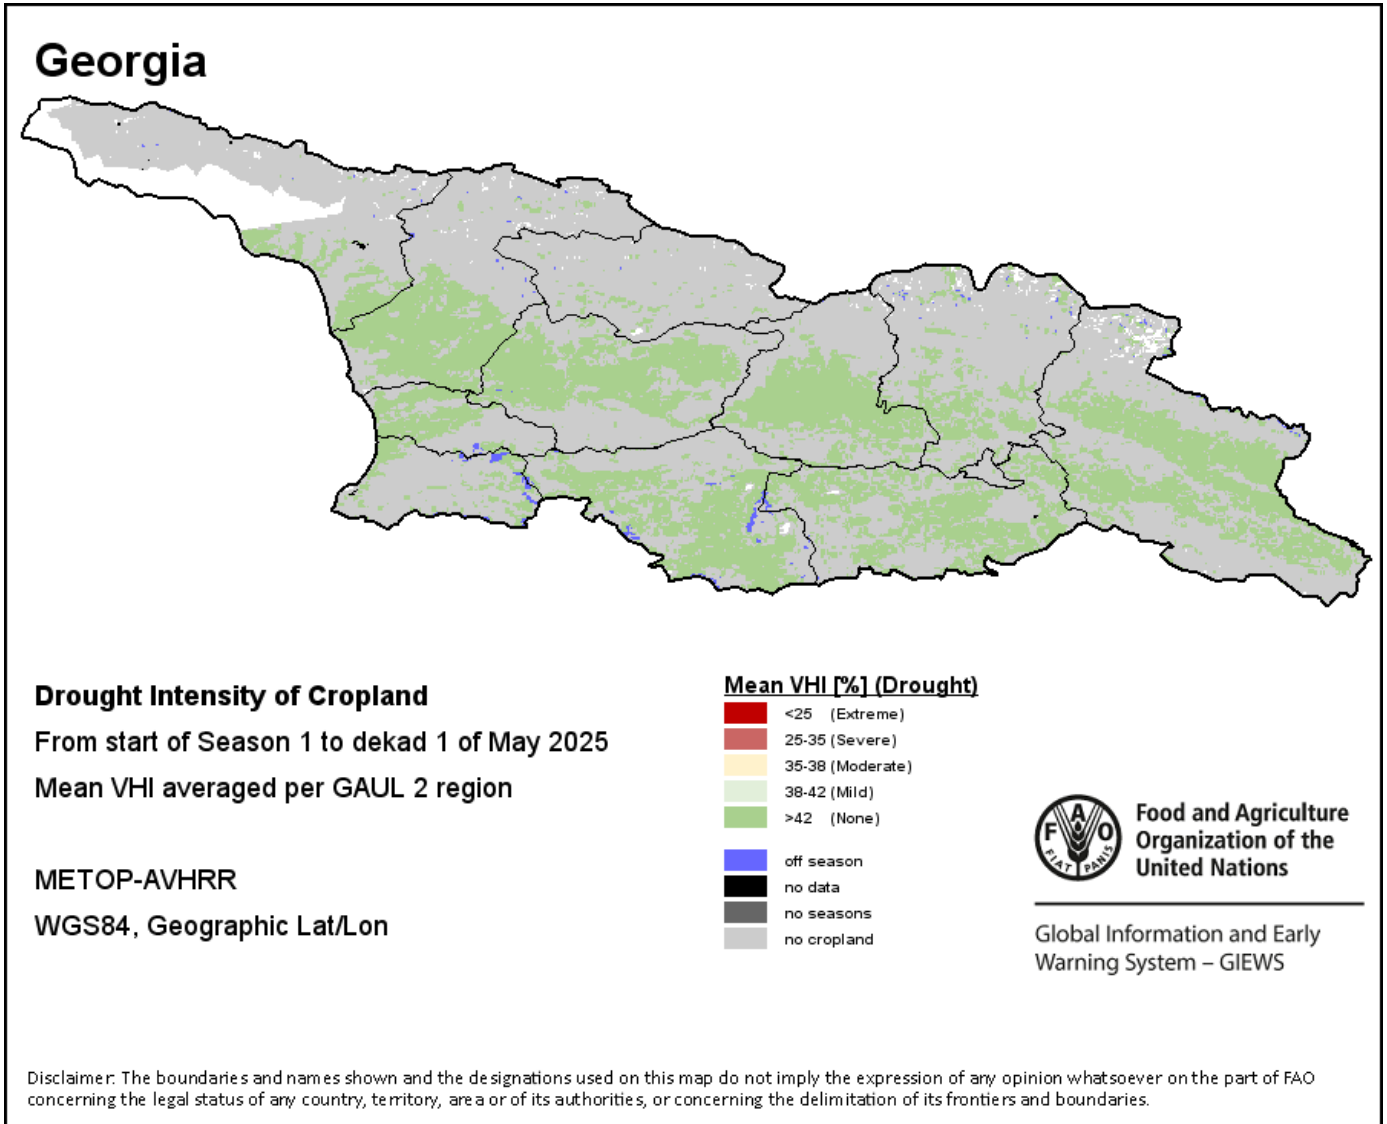 Georgia
Drought Intensity of Cropland
From start of Season 1 to dekad 1 of May 2025
Mean VHI averaged per GAUL 2 region
METOP-AVHRR
WGS84, Geographic Lat/Lon
Mean VHI [%] (Drought)
<25 (Extreme)
25-35 (Severe)
35-38 (Moderate)
38-42 (Mild)
>42 (None)
off season
no data
no seasons
no cropland
F A O
FIAT PANIS
Food and Agriculture
Organization of the
United Nations
Global Information and Early
Warning System – GIEWS
Disclaimer: The boundaries and names shown and the designations used on this map do not imply the expression of any opinion whatsoever on the part of FAO
concerning the legal status of any country, territory, area or of its authorities, or concerning the delimitation of its frontiers and boundaries.